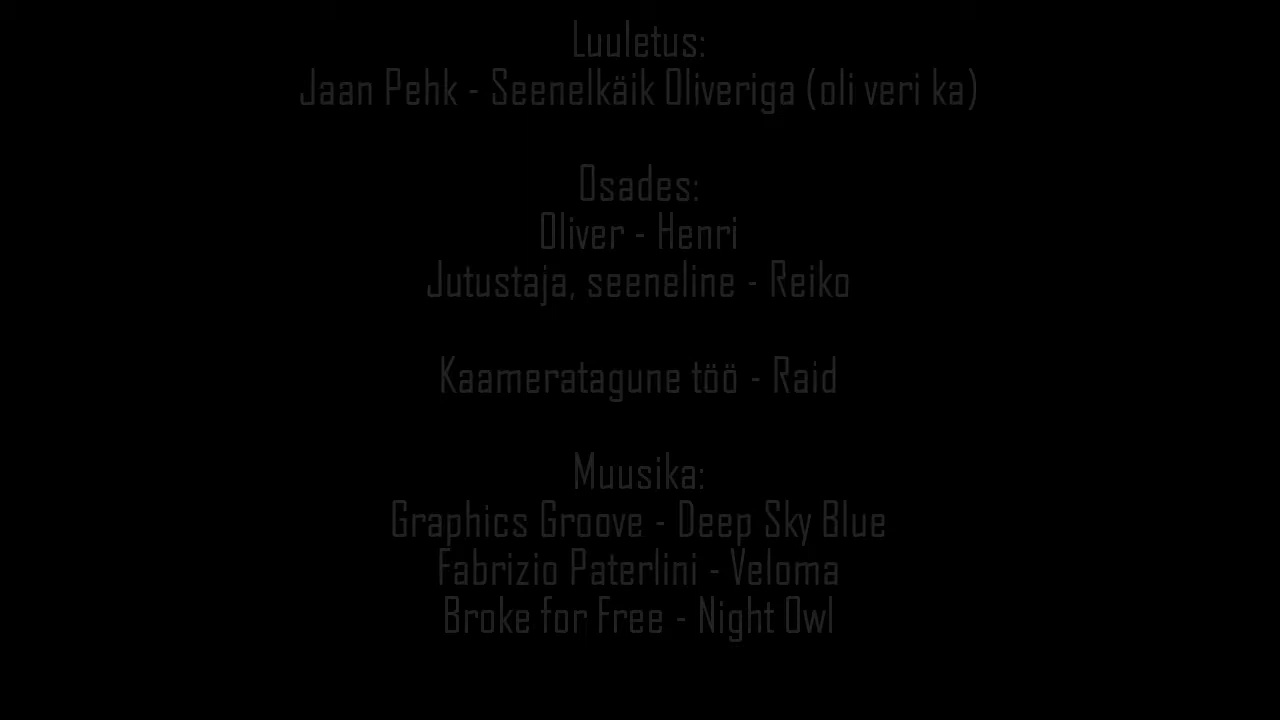 Luuletus:
Jaan Pehk - Seenelkäik Oliveriga (oli veri ka)
Osades:
Oliver - Henri
Jutustaja, seeneline - Reiko
Kaameratagune töö - Raid
Muusika:
Graphics Groove - Deep Sky Blue
Fabrizio Paterlini - Veloma
Broke for Free - Night Owl